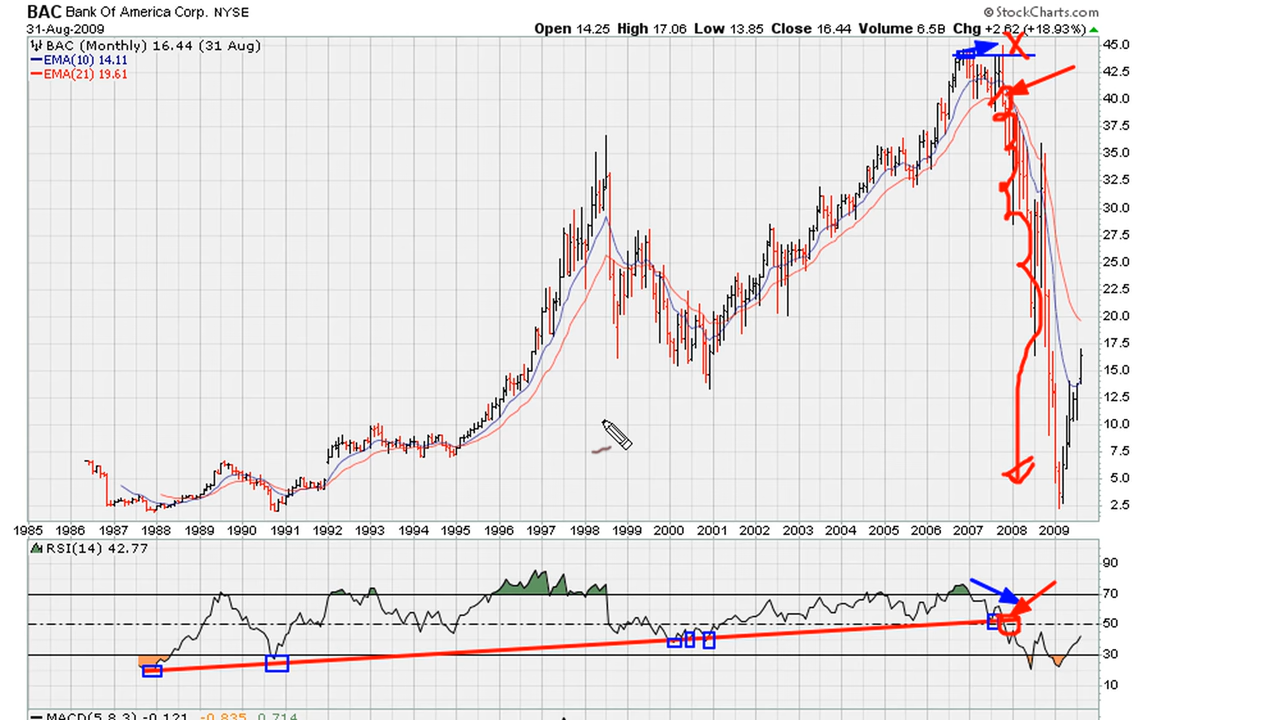 BAC Bank Of America Corp. NYSE © StockCharts.com
31-Aug-2009 Open 14.25 High 17.06 Low 13.85 Close 16.44 Volume 6.5B Chg +2.62 (+18.93%)
BAC (Monthly) 16.44 (31 Aug)
EMA(10) 14.11
EMA(21) 19.61
45.0
42.5
40.0
37.5
35.0
32.5
30.0
27.5
25.0
22.5
20.0
17.5
15.0
12.5
10.0
7.5
5.0
2.5
1985 1986 1987 1988 1989 1990 1991 1992 1993 1994 1995 1996 1997 1998 1999 2000 2001 2002 2003 2004 2005 2006 2007 2008 2009
RSI(14) 42.77
90
70
50
30
10
MACD(5,8,3) -0.121, -0.835, 0.714